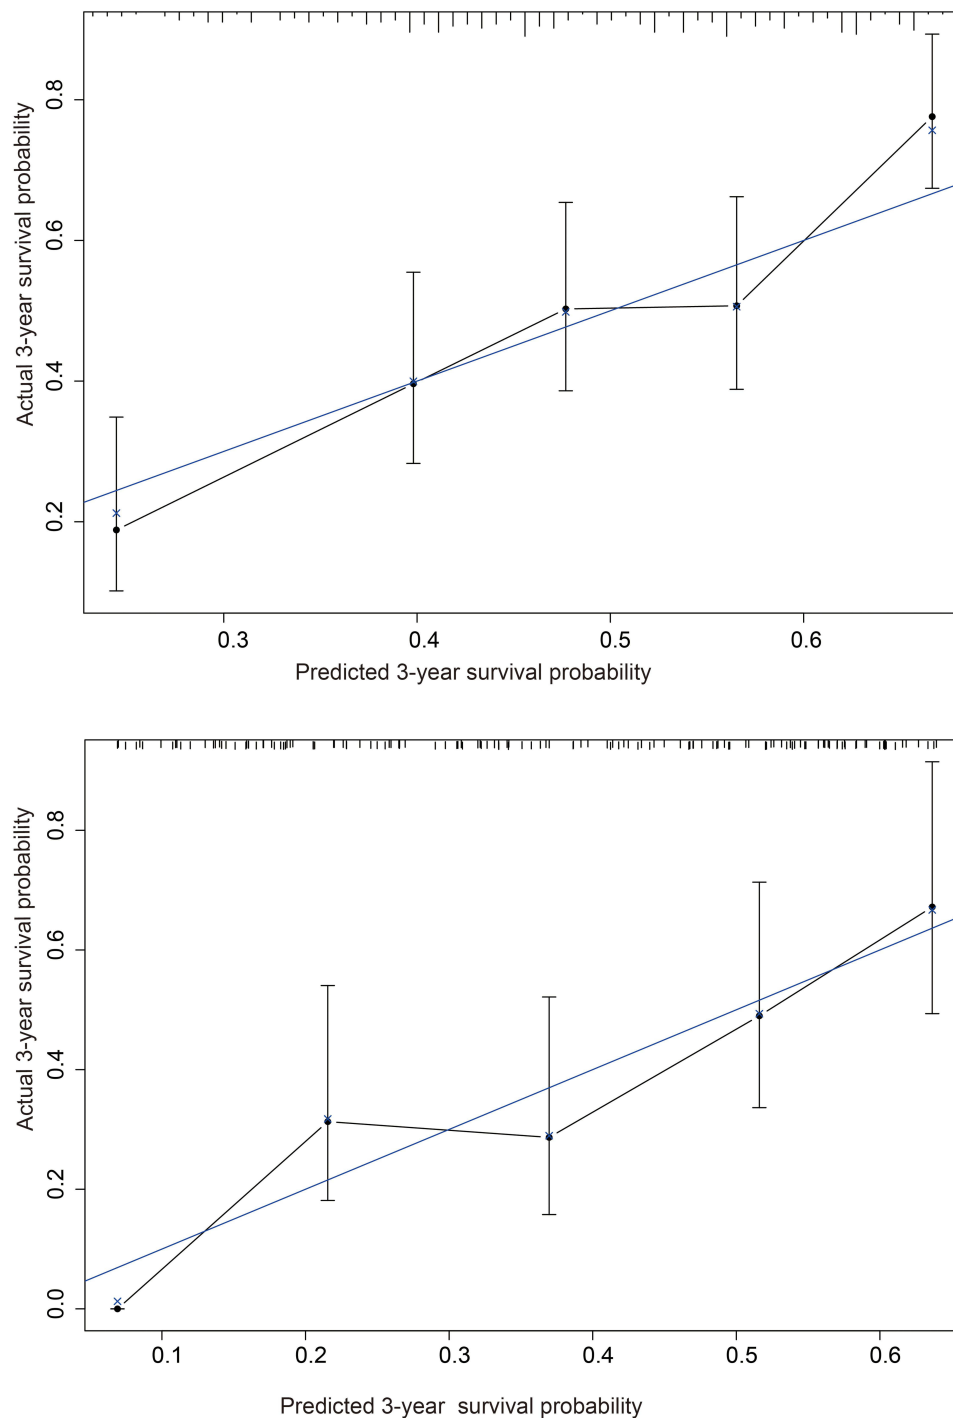 0.8
0.6
0.4
0.2
Actual 3-year survival probability
0.3 0.4 0.5 0.6
Predicted 3-year survival probability
0.8
0.6
0.4
0.2
0.0
Actual 3-year survival probability
0.1 0.2 0.3 0.4 0.5 0.6
Predicted 3-year  survival probability